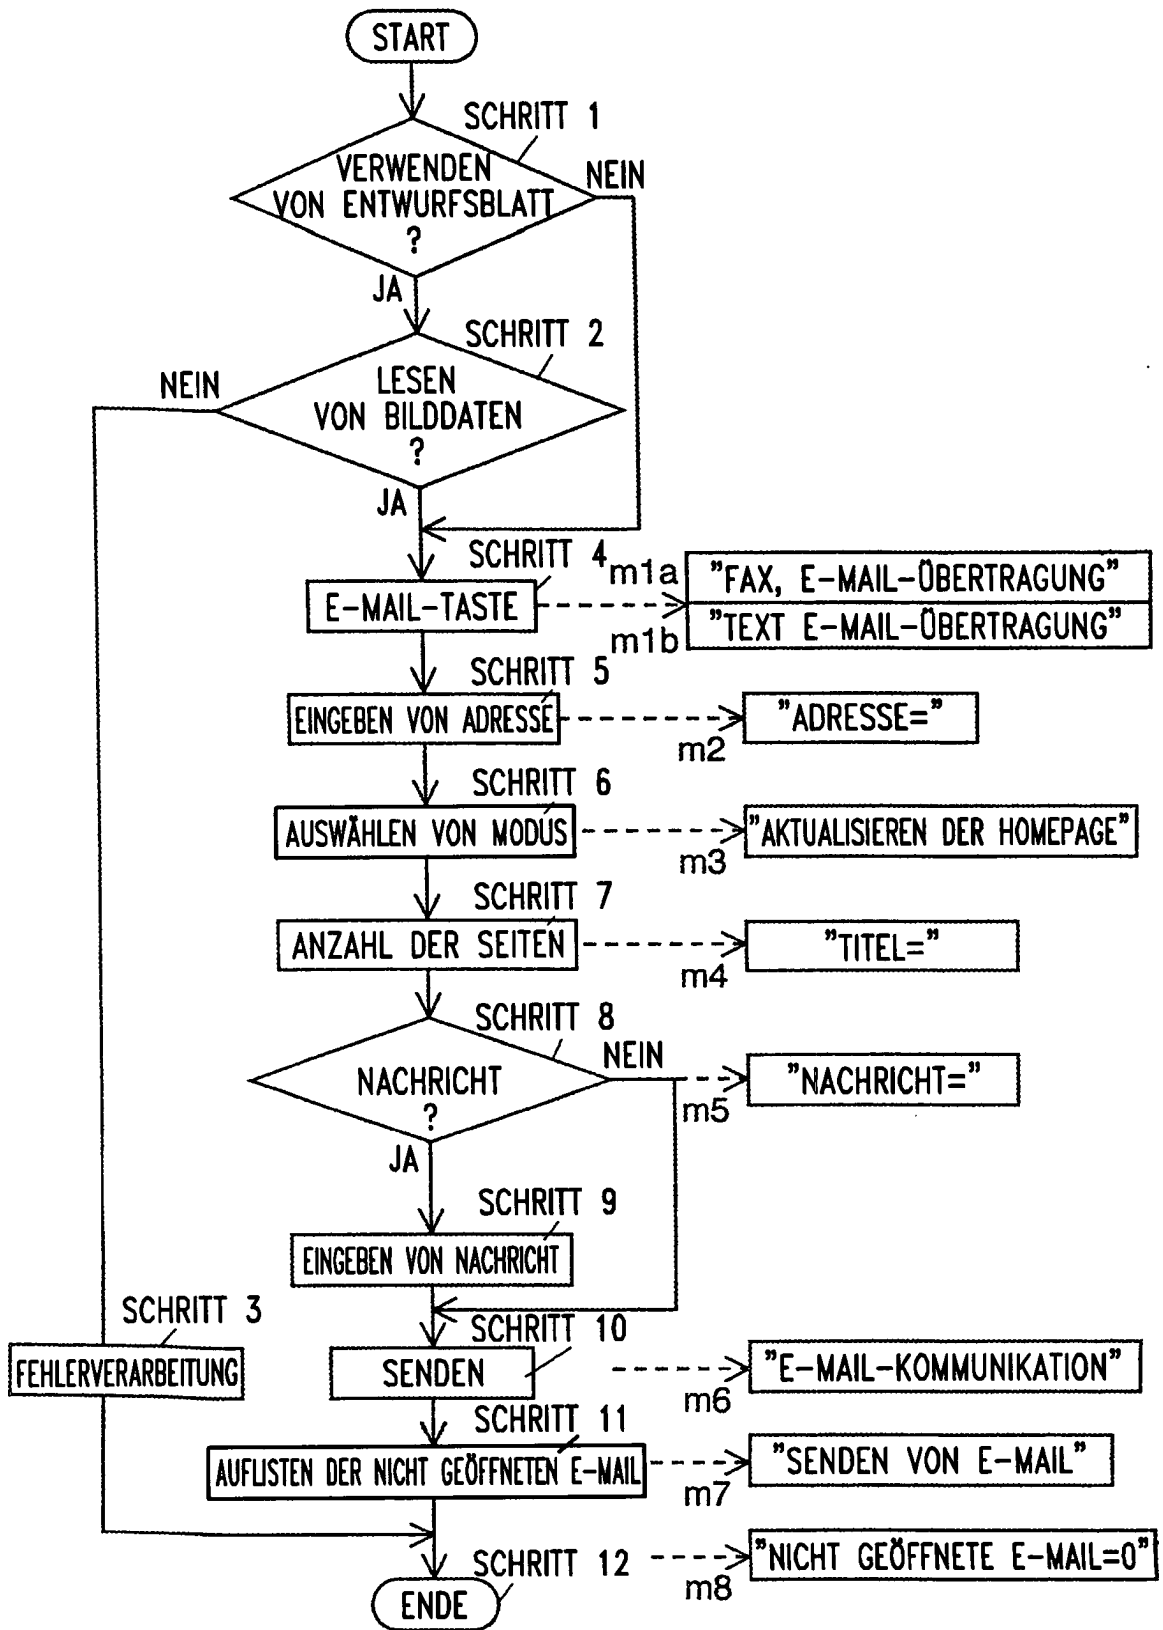 START
SCHRITT 1
VERWENDEN
VON ENTWURFSBLATT
?
NEIN
JA
SCHRITT 2
NEIN
LESEN
VON BILDDATEN
?
JA
SCHRITT 4
E-MAIL-TASTE
m1a
"FAX, E-MAIL-ÜBERTRAGUNG"
m1b
"TEXT E-MAIL-ÜBERTRAGUNG"
SCHRITT 5
EINGEBEN VON ADRESSE
m2
"ADRESSE="
SCHRITT 6
AUSWÄHLEN VON MODUS
m3
"AKTUALISIEREN DER HOMEPAGE"
SCHRITT 7
ANZAHL DER SEITEN
m4
"TITEL="
SCHRITT 8
NACHRICHT
?
NEIN
m5
"NACHRICHT="
JA
SCHRITT 9
EINGEBEN VON NACHRICHT
SCHRITT 3
FEHLERVERARBEITUNG
SCHRITT 10
SENDEN
m6
"E-MAIL-KOMMUNIKATION"
SCHRITT 11
AUFLISTEN DER NICHT GEÖFFNETEN E-MAIL
m7
"SENDEN VON E-MAIL"
SCHRITT 12
ENDE
m8
"NICHT GEÖFFNETE E-MAIL=0"